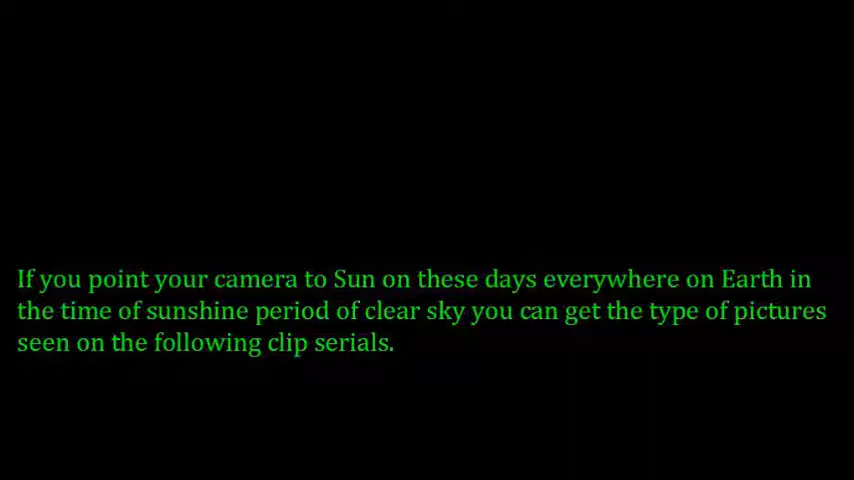 If you point your camera to Sun on these days everywhere on Earth in
the time of sunshine period of clear sky you can get the type of pictures
seen on the following clip serials.